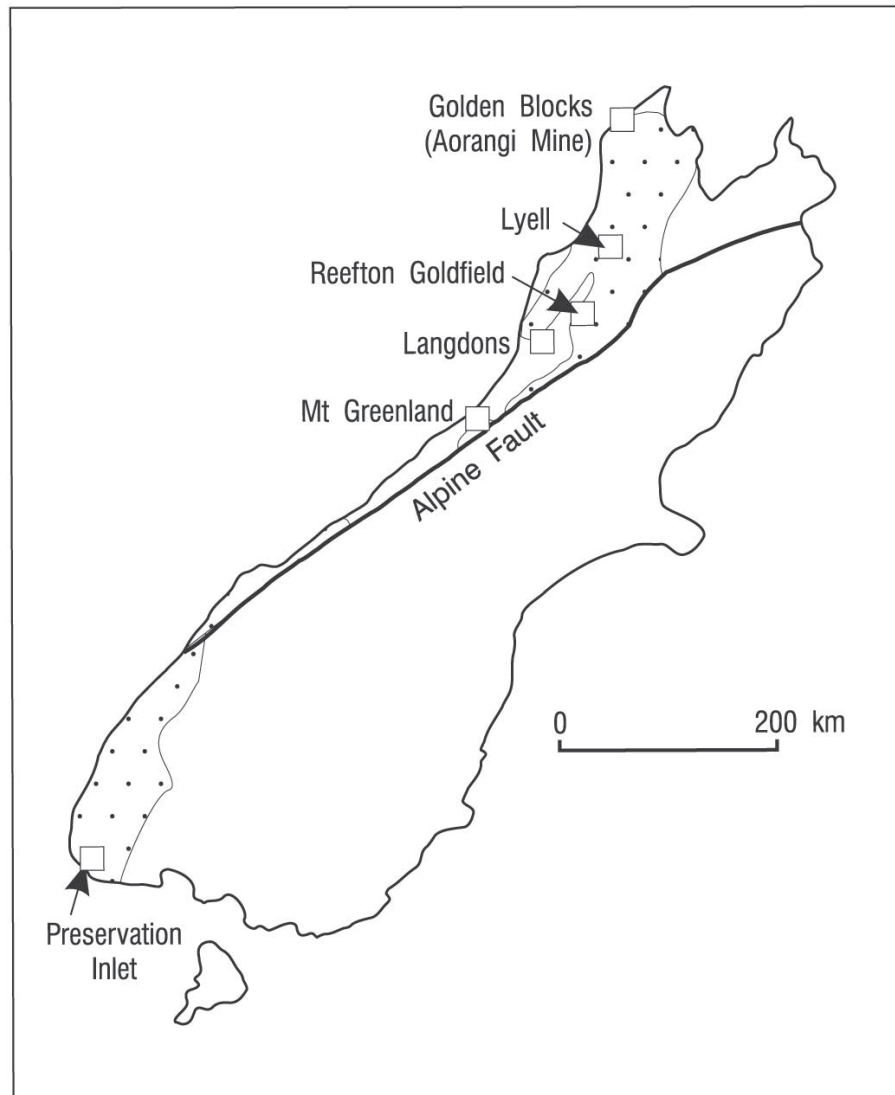 Golden Blocks
(Aorangi Mine)
Lyell
Reefton Goldfield
Langdons
Mt Greenland
Alpine Fault
0 200 km
Preservation
Inlet